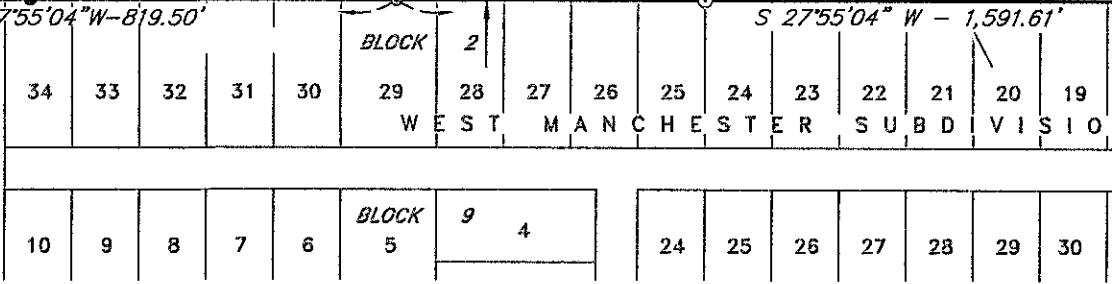 7°55'04"W-819.50' S 27°55'04" W - 1,591.61'
BLOCK 2
34 33 32 31 30 29 28 27 26 25 24 23 22 21 20 19
WEST MANCHESTER SUBDIVISIO
BLOCK 9
10 9 8 7 6 5 4 24 25 26 27 28 29 30